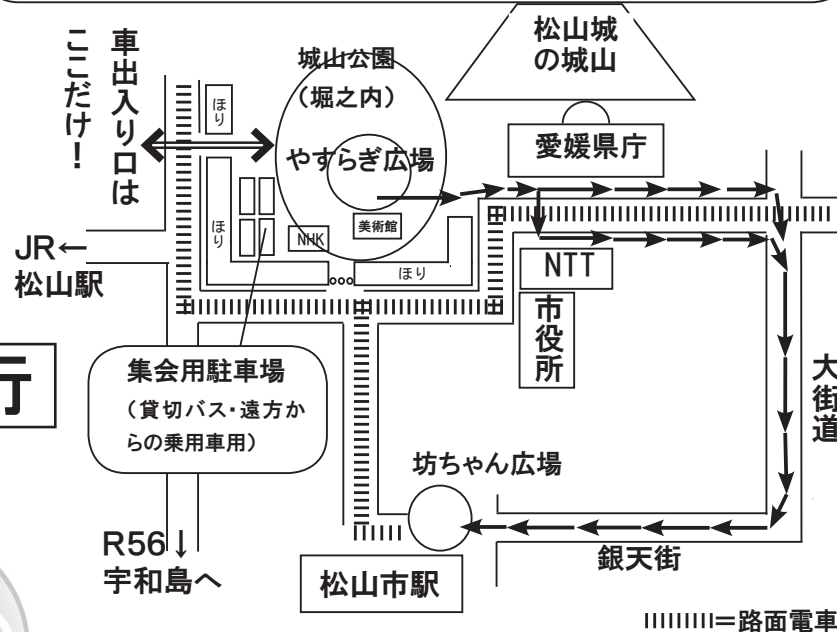 車出入り口は
ここだけ!
ほり
城山公園
(堀之内)
やすらぎ広場
松山城
の城山
愛媛県庁
ほり
NHK
美術館
ほり
JR←
松山駅
NTT
市役所
大街道
行
集会用駐車場
(貸切バス・遠方か
らの乗用車用)
坊ちゃん広場
R56↓
宇和島へ
松山市駅
銀天街
=路面電車